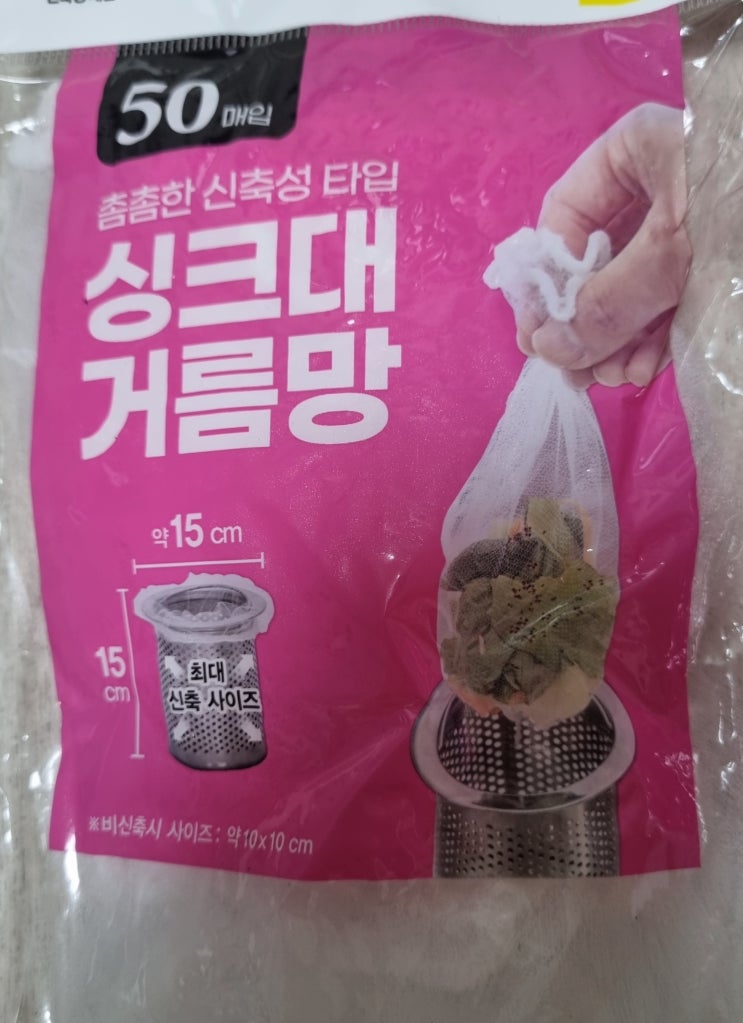 50매입
촘촘한 신축성 타입
싱크대
거름망
약 15 cm
15
cm
최대
신축 사이즈
※비신축시 사이즈 : 약10x10 cm